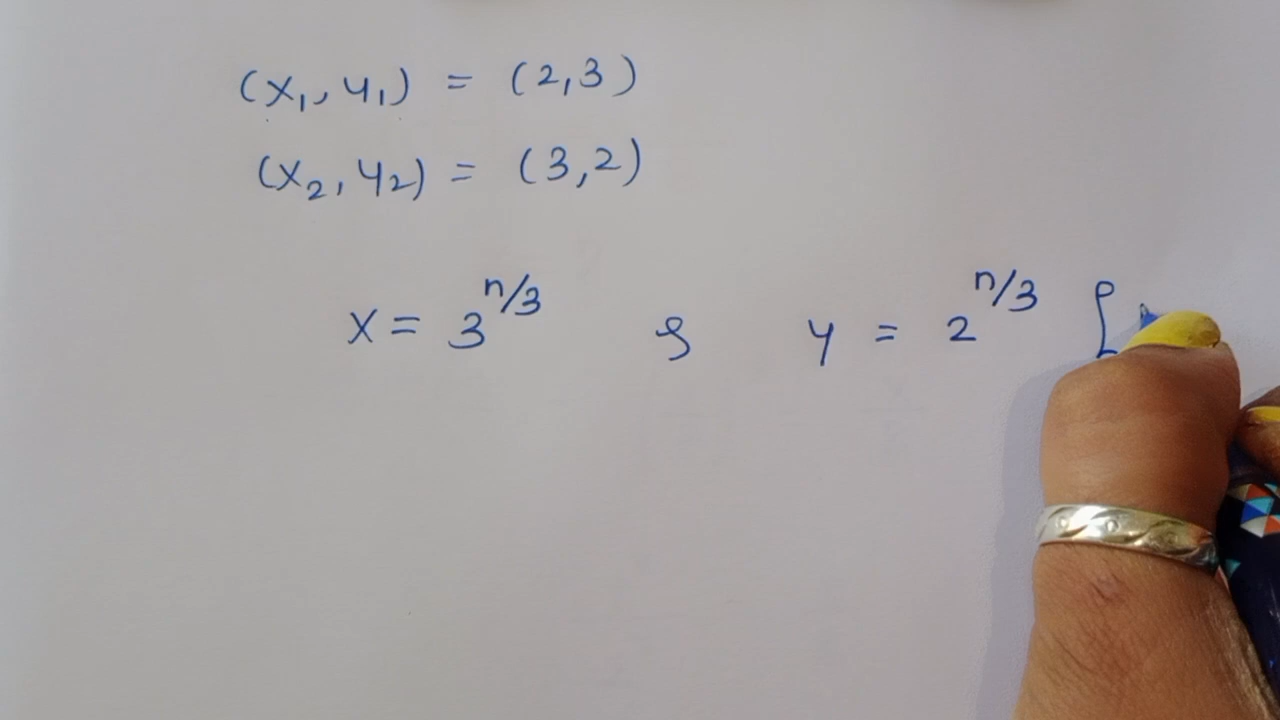 (x₁, y₁) = (2,3)
(x₂, y₂) = (3,2)
x = 3^{n/3} & y = 2^{n/3} {